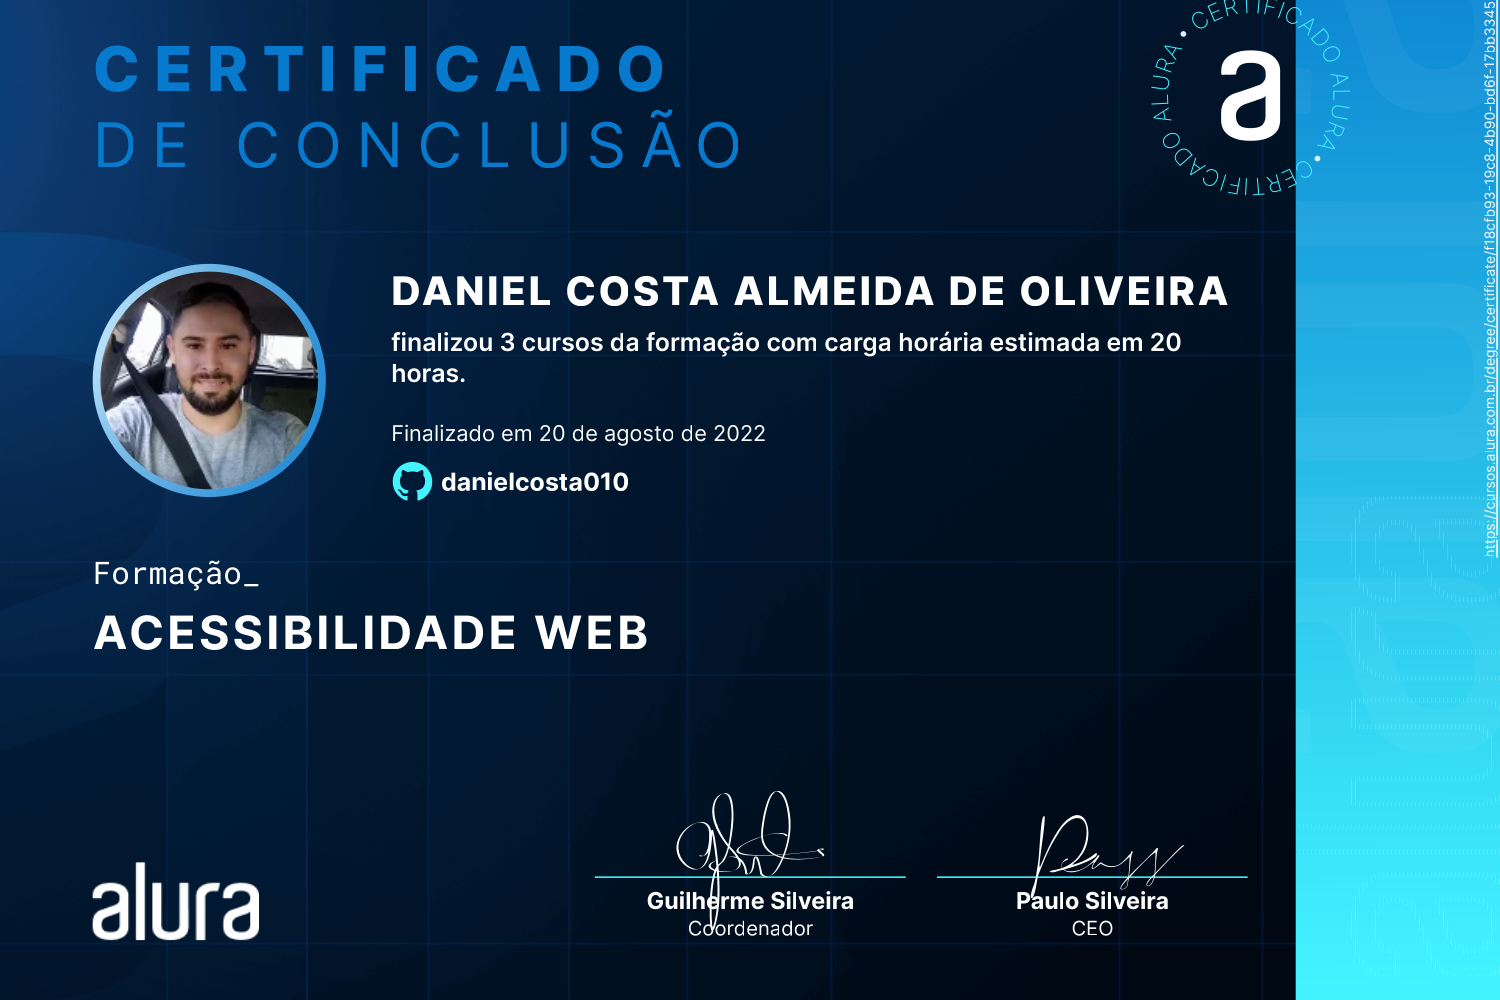 CERTIFICADO
DE CONCLUSÃO
CERTIFICADO ALURA • CERTIFICADO ALURA •
a
DANIEL COSTA ALMEIDA DE OLIVEIRA
finalizou 3 cursos da formação com carga horária estimada em 20
horas.
Finalizado em 20 de agosto de 2022
danielcosta010
Formação_
ACESSIBILIDADE WEB
alura
Guilherme Silveira
Coordenador
Paulo Silveira
CEO
https://cursos.alura.com.br/degree/certificate/f18cfb93-19c8-4b90-bd6f-17bb3345
alura